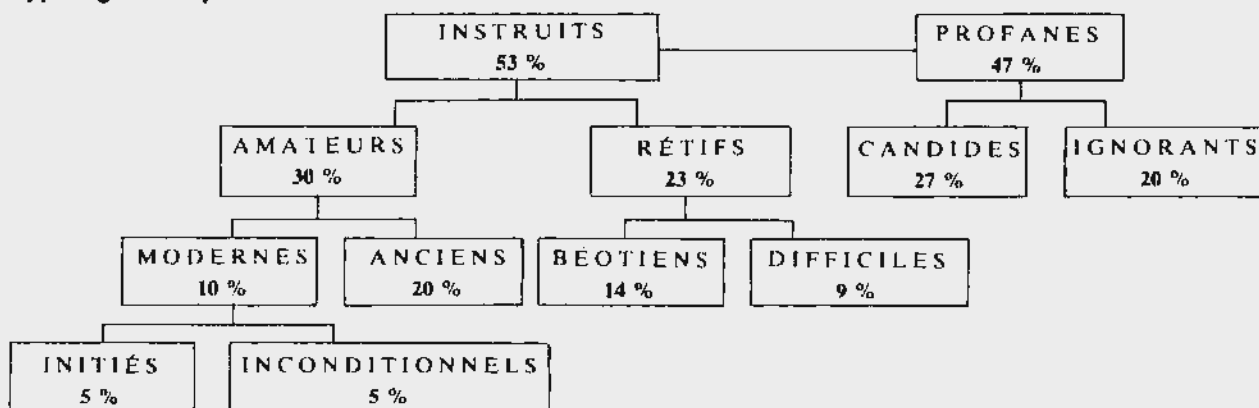 INSTRUITS
53 %
PROFANES
47 %
AMATEURS
30 %
RÉTIFS
23 %
CANDIDES
27 %
IGNORANTS
20 %
MODERNES
10 %
ANCIENS
20 %
BÉOTIENS
14 %
DIFFICILES
9 %
INITIÉS
5 %
INCONDITIONNELS
5 %